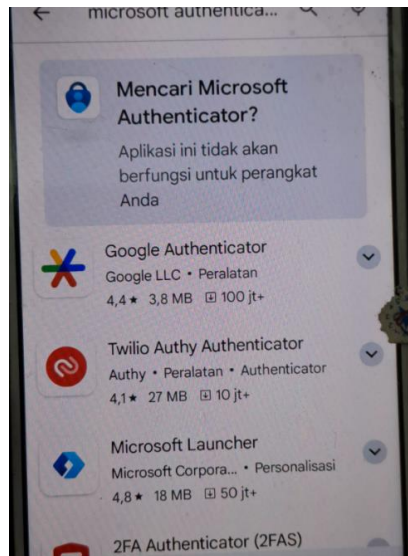 microsoft authentica...
Mencari Microsoft
Authenticator?
Aplikasi ini tidak akan
berfungsi untuk perangkat
Anda
Google Authenticator
Google LLC • Peralatan
4,4★ 3,8 MB 100 jt+
Twilio Authy Authenticator
Authy • Peralatan • Authenticator
4,1★ 27 MB 10 jt+
Microsoft Launcher
Microsoft Corpora... • Personalisasi
4,8★ 18 MB 50 jt+
2FA Authenticator (2FAS)